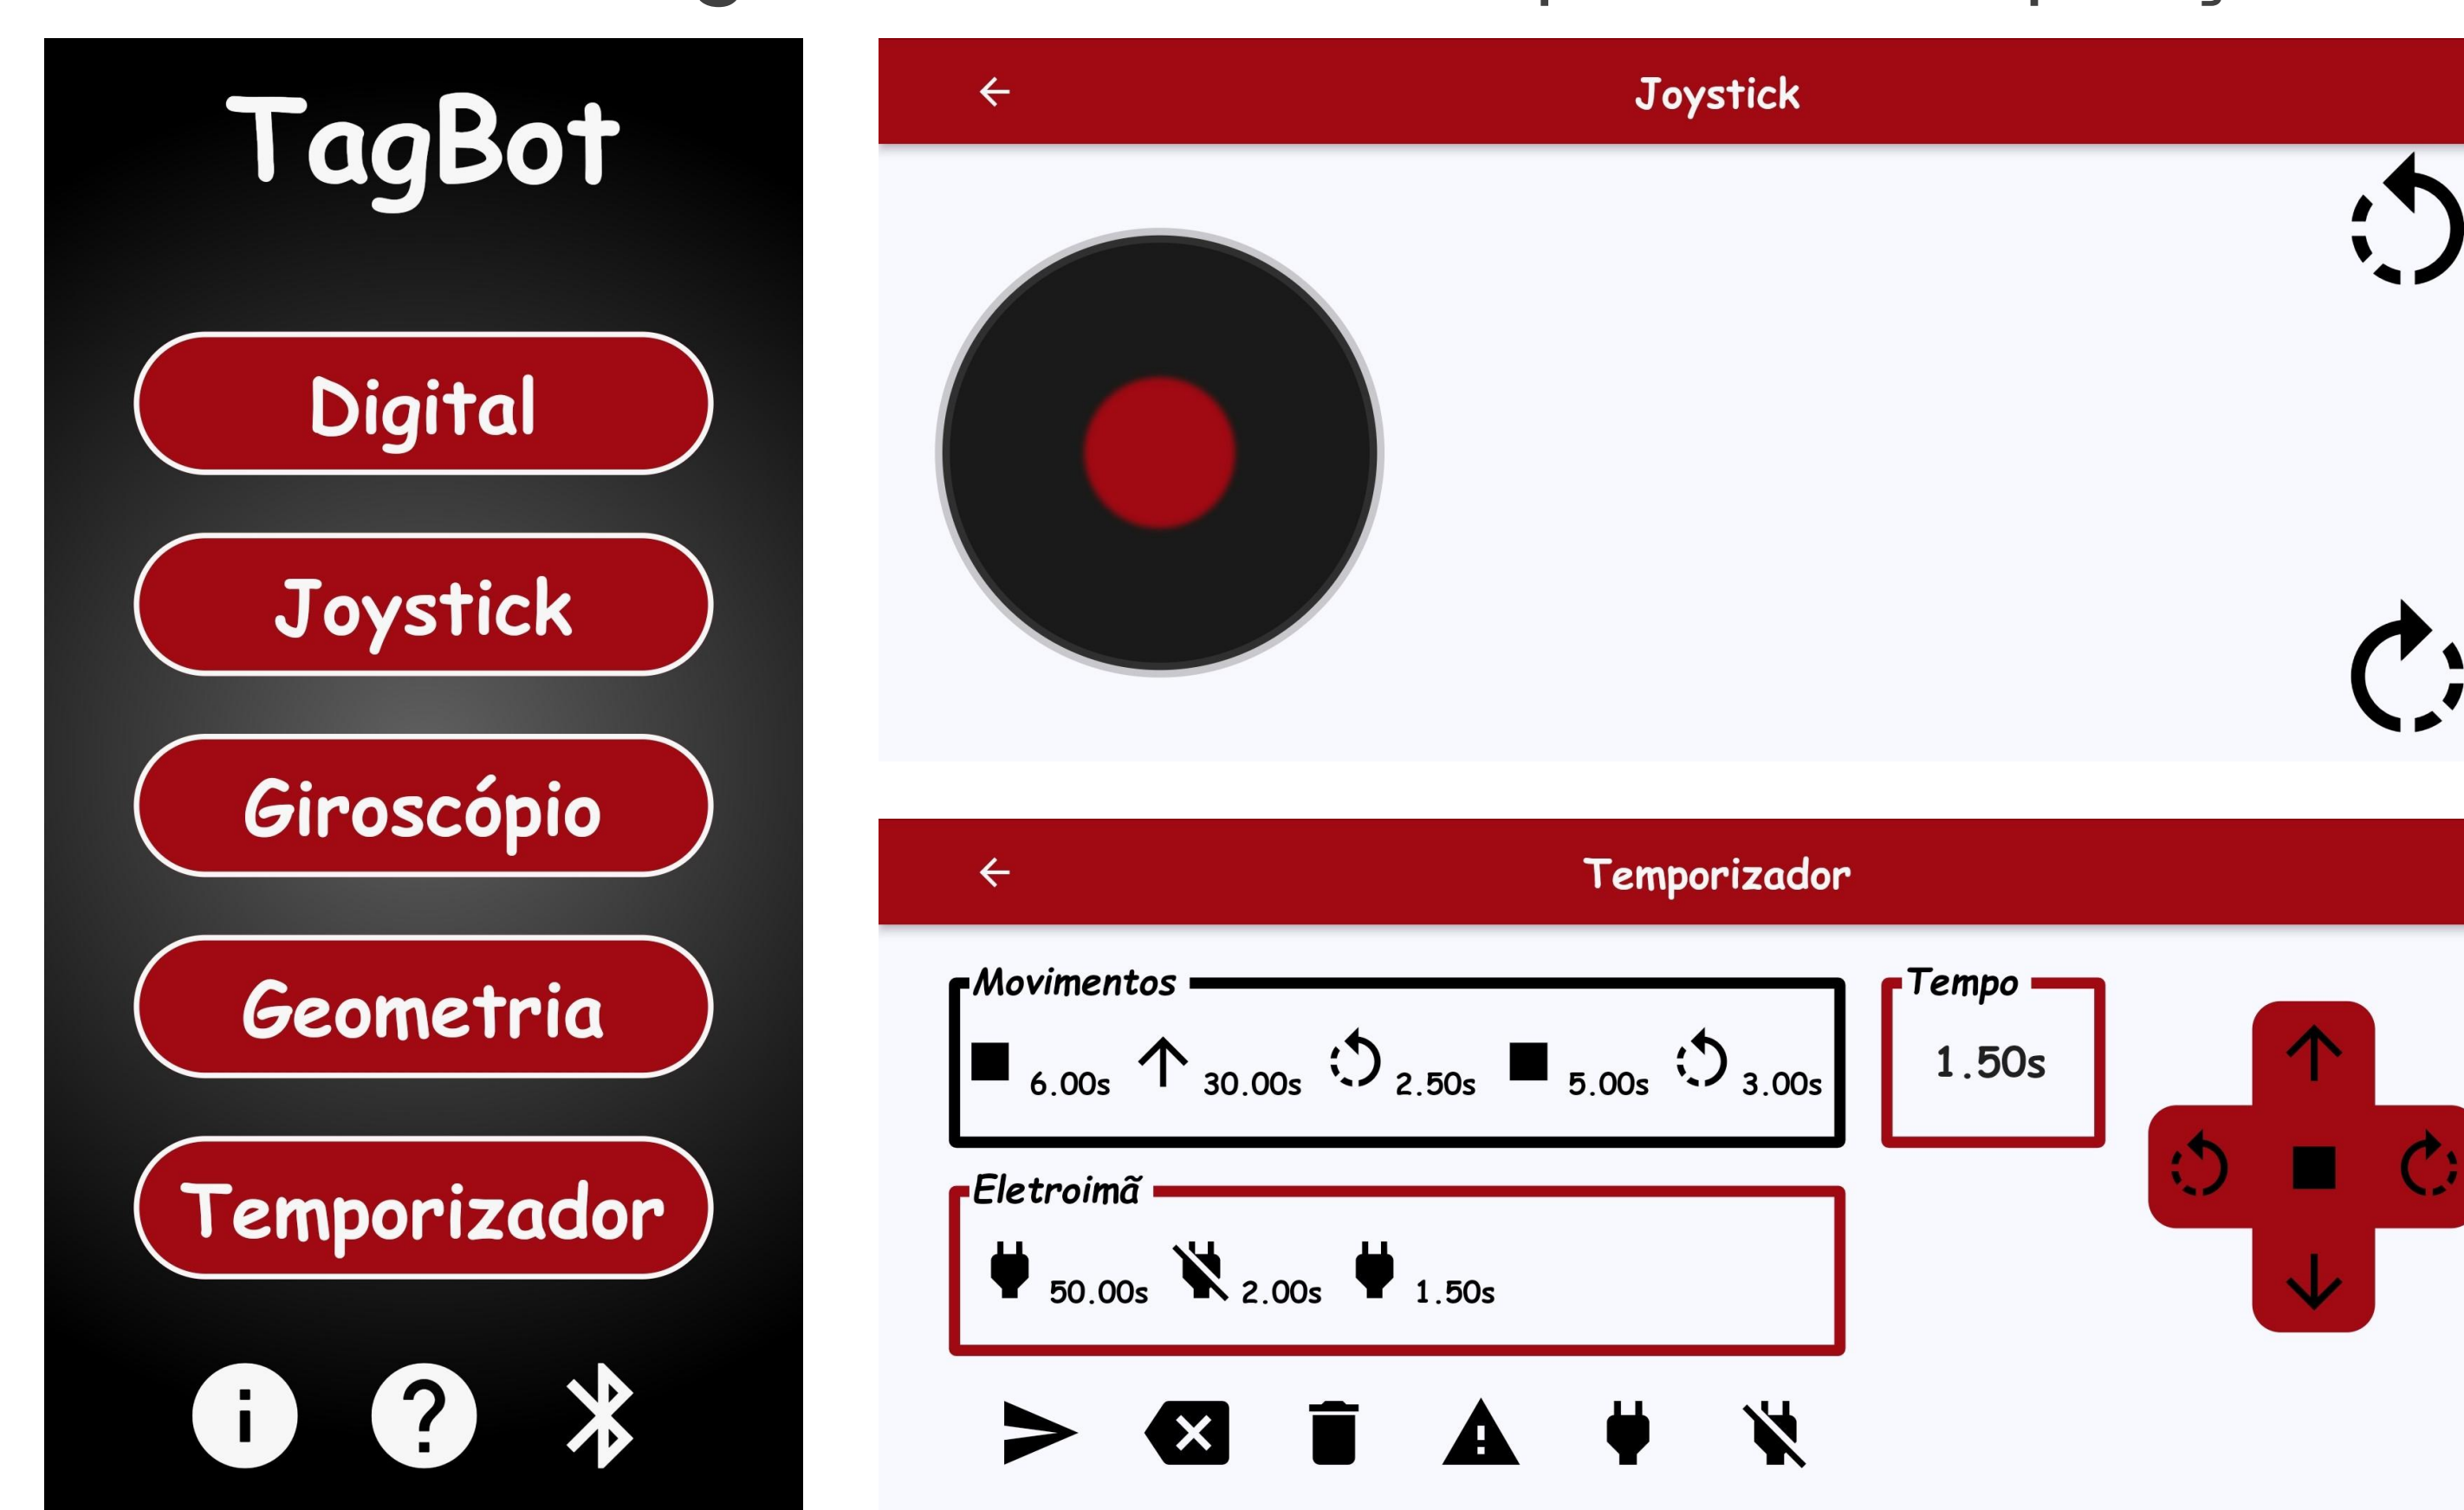 TagBot
Digital
Joystick
Giroscópio
Geometria
Temporizador
Joystick
Temporizador
Movimentos
6.00s 30.00s 2.50s 5.00s 3.00s
Tempo
1.50s
Eletroimã
50.00s 2.00s 1.50s